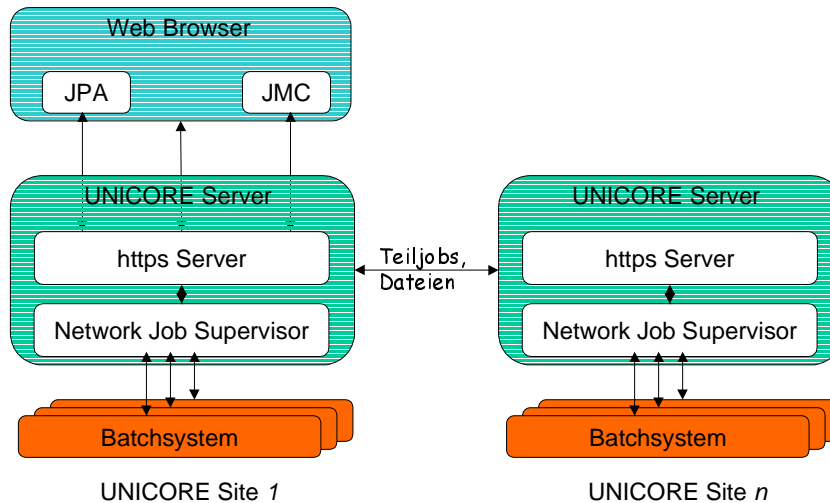 Web Browser
JPA
JMC
UNICORE Server
https Server
Network Job Supervisor
Batchsystem
UNICORE Site 1
Teiljobs,
Dateien
UNICORE Server
https Server
Network Job Supervisor
Batchsystem
UNICORE Site n